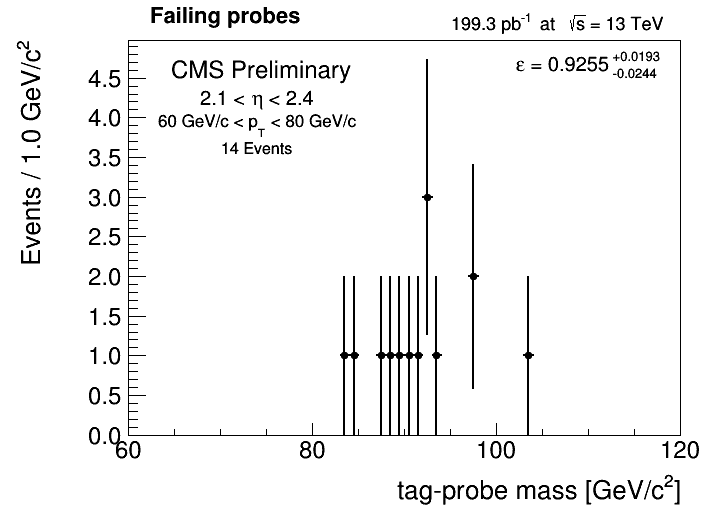 Failing probes
199.3 pb⁻¹ at √s = 13 TeV
CMS Preliminary
2.1 < η < 2.4
60 GeV/c < p_T < 80 GeV/c
14 Events
ε = 0.9255 +0.0193 -0.0244
Events / 1.0 GeV/c²
4.5
4.0
3.5
3.0
2.5
2.0
1.5
1.0
0.5
0.0
60 80 100 120
tag-probe mass [GeV/c²]